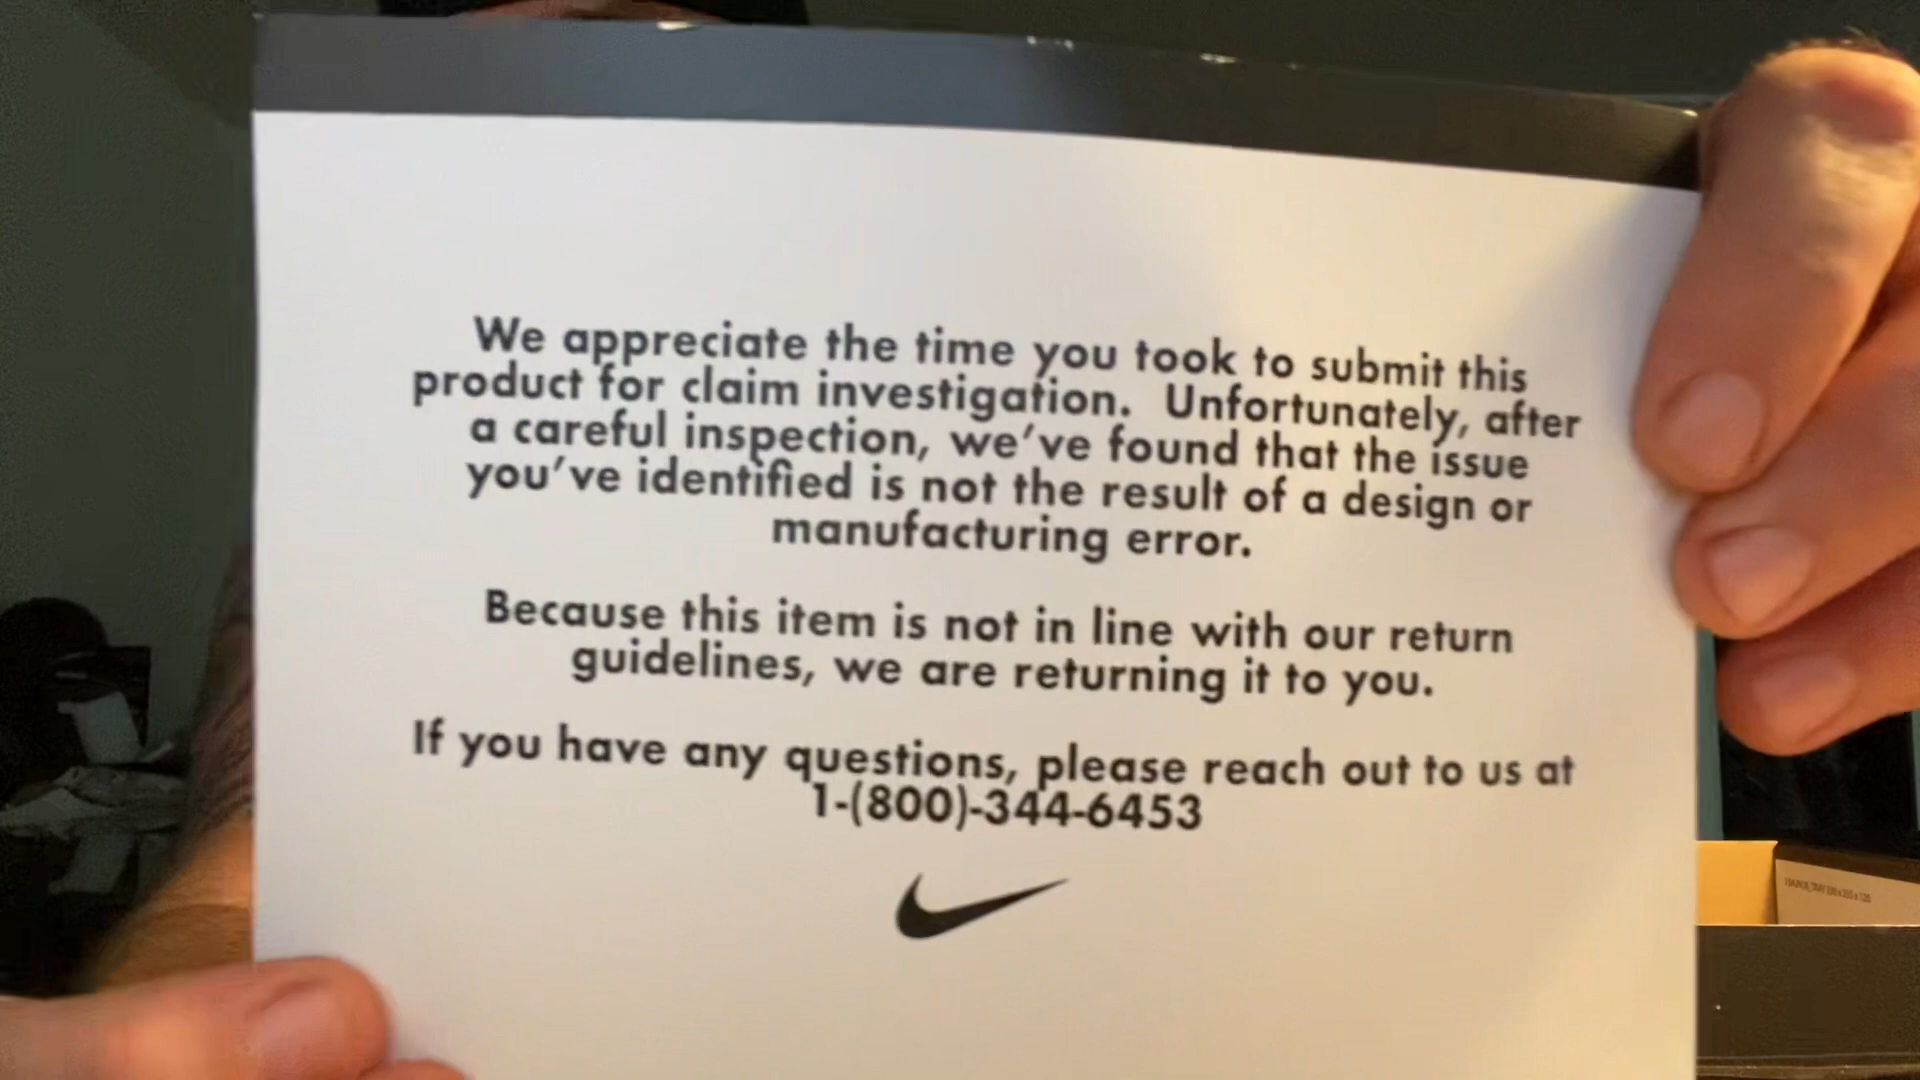 We appreciate the time you took to submit this
product for claim investigation.  Unfortunately, after
a careful inspection, we've found that the issue
you've identified is not the result of a design or
manufacturing error.
Because this item is not in line with our return
guidelines, we are returning it to you.
If you have any questions, please reach out to us at
1-(800)-344-6453